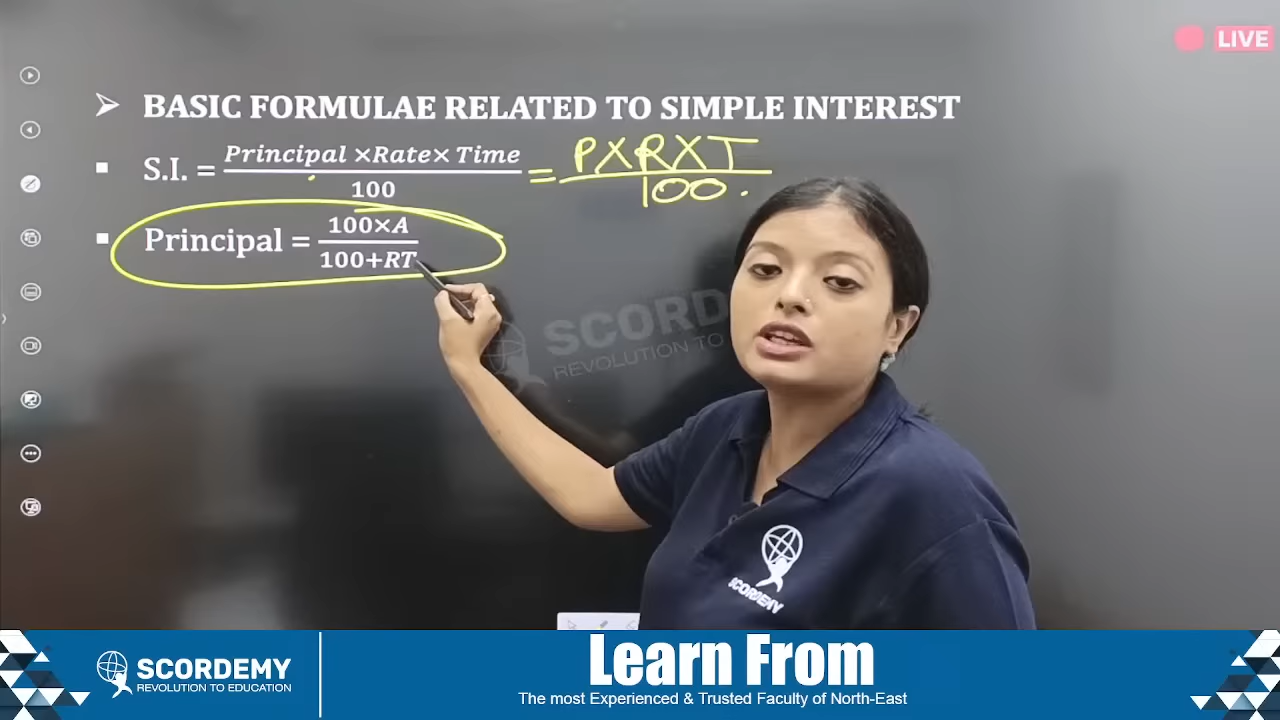 LIVE
➢ BASIC FORMULAE RELATED TO SIMPLE INTEREST
▪ S.I. = Principal ×Rate× Time / 100 = P×R×T / 100
▪ Principal = 100×A / 100+RT
SCORD
REVOLUTION TO
SCORDEMY
SCORDEMY
REVOLUTION TO EDUCATION
Learn From
The most Experienced & Trusted Faculty of North-East